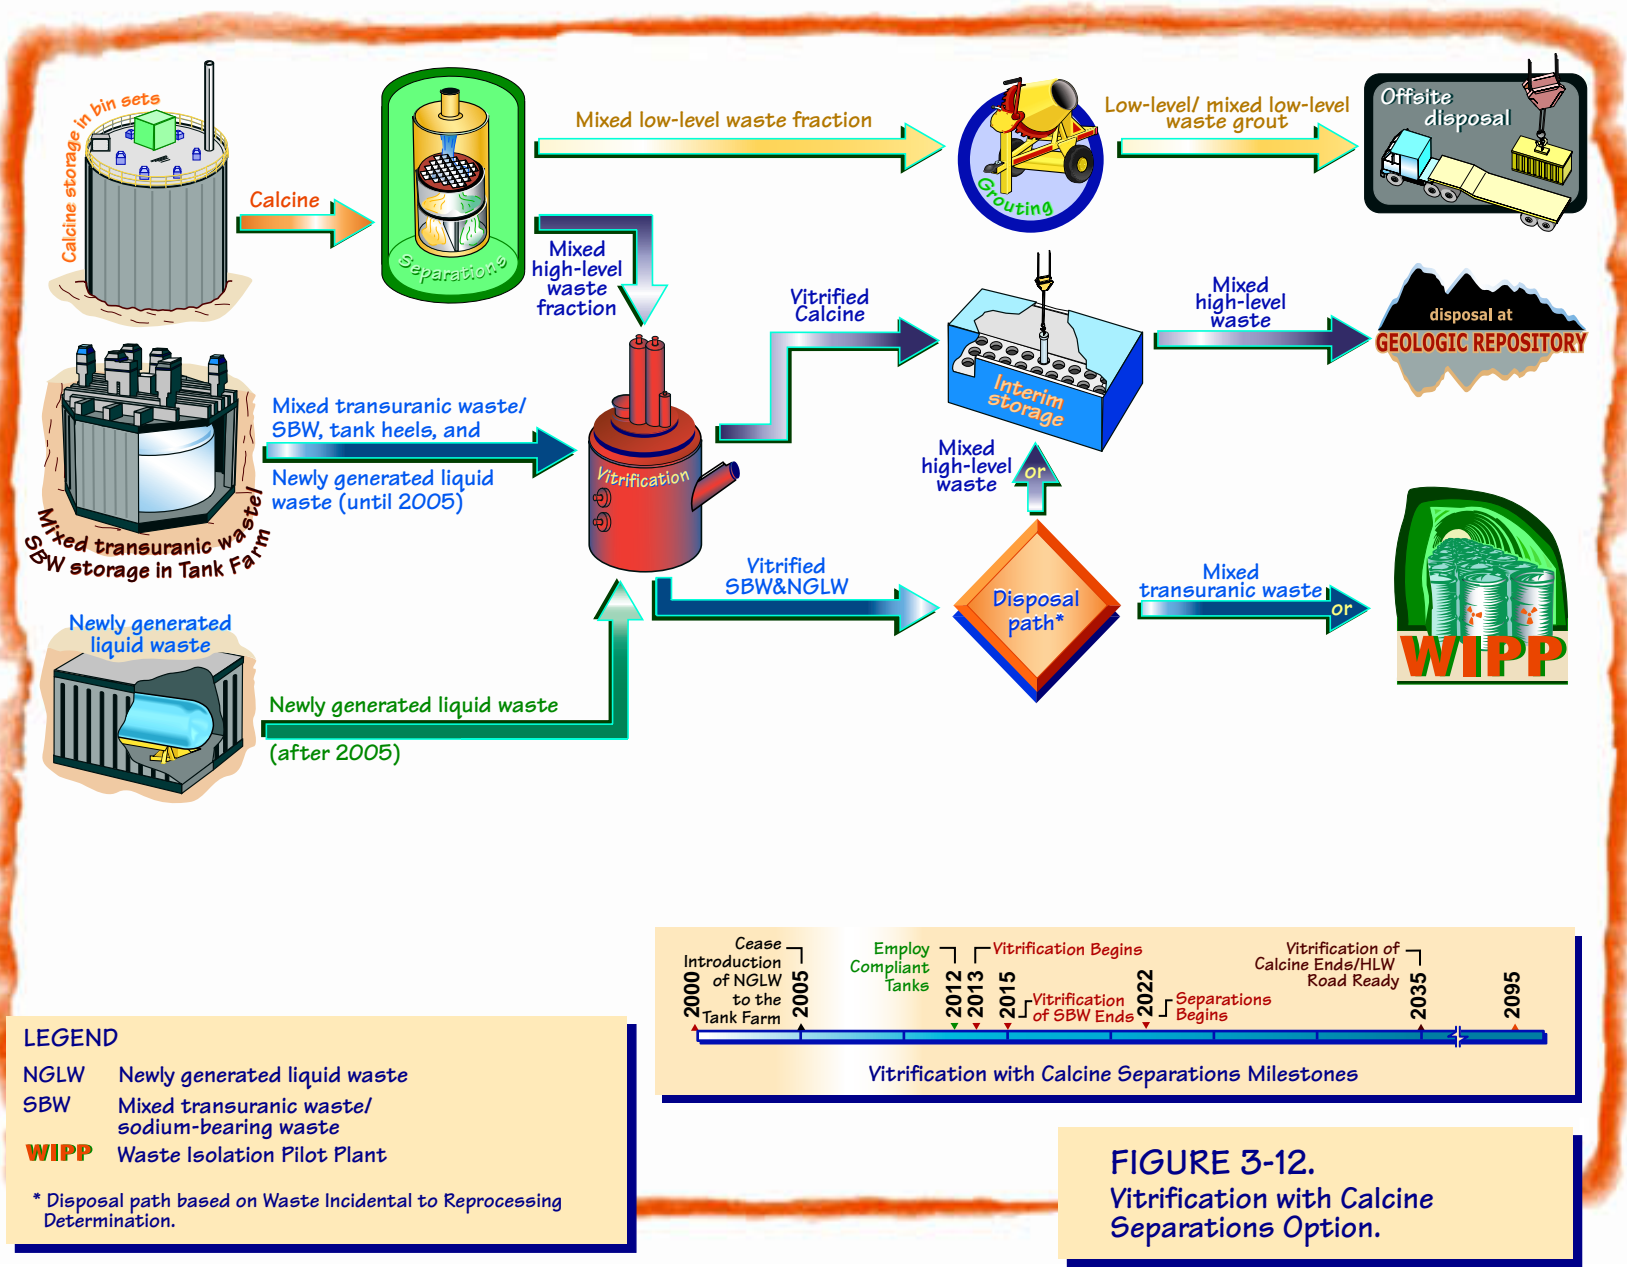 Calcine storage in bin sets
Calcine
Separations
Mixed low-level waste fraction
Grouting
Low-level/ mixed low-level
waste grout
Offsite
disposal
Mixed
high-level
waste
fraction
Vitrified
Calcine
Interim
storage
Mixed
high-level
waste
disposal at
GEOLOGIC REPOSITORY
Mixed transuranic waste/
SBW storage in Tank Farm
Mixed transuranic waste/
SBW, tank heels, and
Newly generated liquid
waste (until 2005)
Vitrification
Mixed
high-level
waste
or
Vitrified
SBW&NGLW
Disposal
path*
Mixed
transuranic waste
or
WIPP
Newly generated
liquid waste
Newly generated liquid waste
(after 2005)
Cease
Introduction
of NGLW
to the
Tank Farm
Employ
Compliant
Tanks
Vitrification Begins
Vitrification
of SBW Ends
Separations
Begins
Vitrification of
Calcine Ends/HLW
Road Ready
2000
2005
2012
2013
2015
2022
2035
2095
Vitrification with Calcine Separations Milestones
LEGEND
NGLW Newly generated liquid waste
SBW Mixed transuranic waste/
sodium-bearing waste
WIPP Waste Isolation Pilot Plant
* Disposal path based on Waste Incidental to Reprocessing
Determination.
FIGURE 3-12.
Vitrification with Calcine
Separations Option.